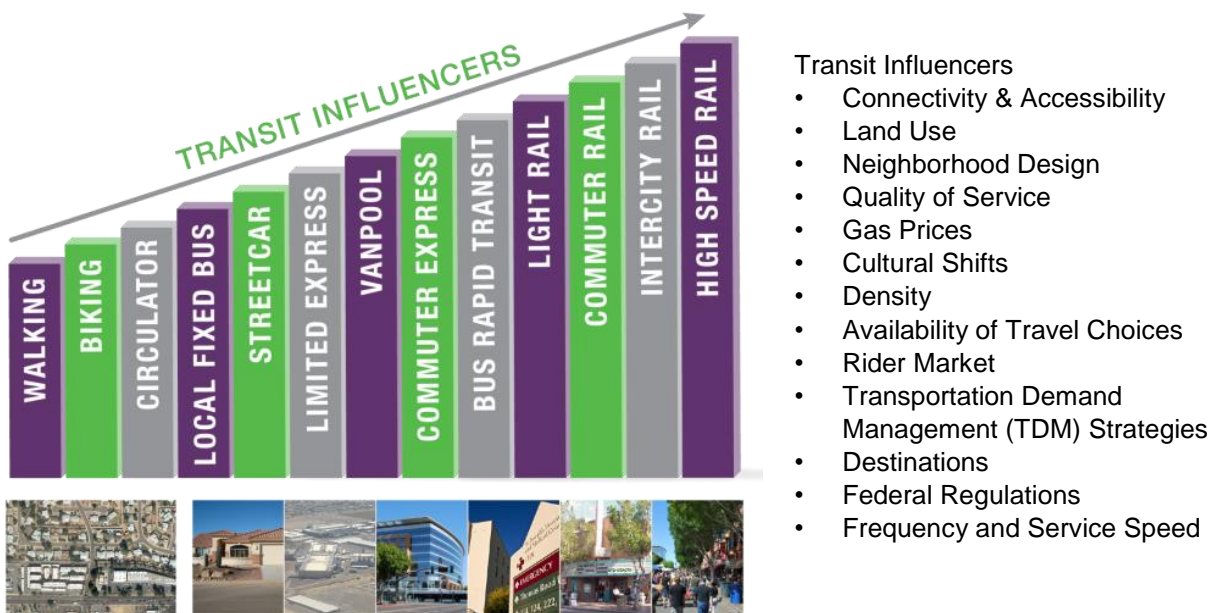 TRANSIT INFLUENCERS
WALKING
BIKING
CIRCULATOR
LOCAL FIXED BUS
STREETCAR
LIMITED EXPRESS
VANPOOL
COMMUTER EXPRESS
BUS RAPID TRANSIT
LIGHT RAIL
COMMUTER RAIL
INTERCITY RAIL
HIGH SPEED RAIL
EMERGENCY
Thomas Road
Transit Influencers
• Connectivity & Accessibility
• Land Use
• Neighborhood Design
• Quality of Service
• Gas Prices
• Cultural Shifts
• Density
• Availability of Travel Choices
• Rider Market
• Transportation Demand
Management (TDM) Strategies
• Destinations
• Federal Regulations
• Frequency and Service Speed